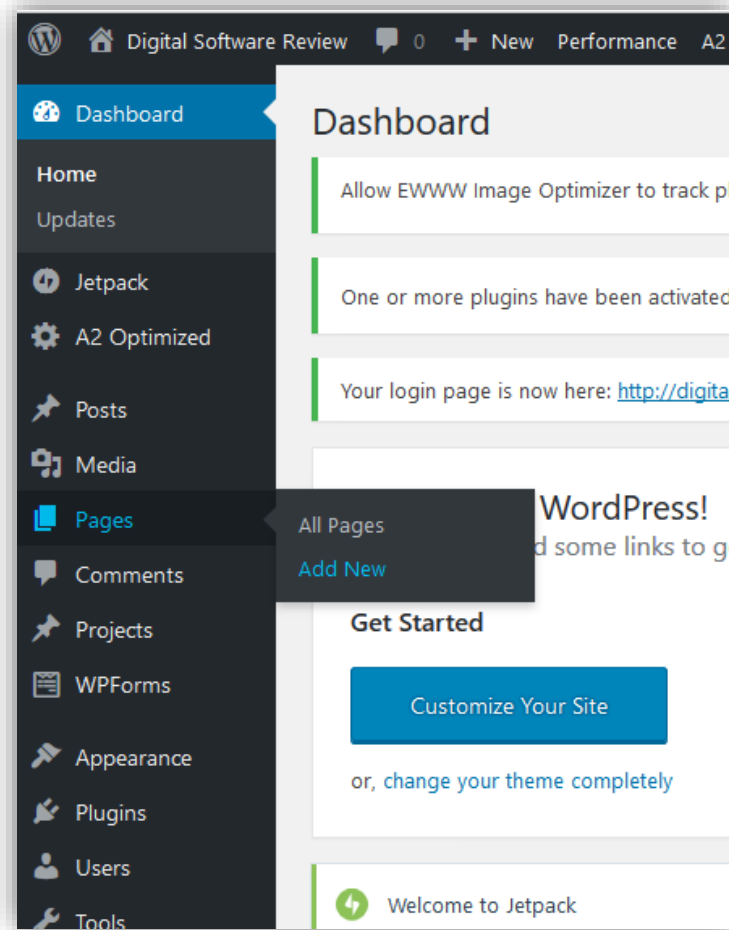 Digital Software Review 0 New Performance A2
Dashboard
Home
Updates
Jetpack
A2 Optimized
Posts
Media
Pages
Comments
Projects
WPForms
Appearance
Plugins
Users
Tools
All Pages
Add New
Dashboard
Allow EWWW Image Optimizer to track
One or more plugins have been activated
Your login page is now here: http://digita
WordPress!
some links to
Get Started
Customize Your Site
or, change your theme completely
Welcome to Jetpack